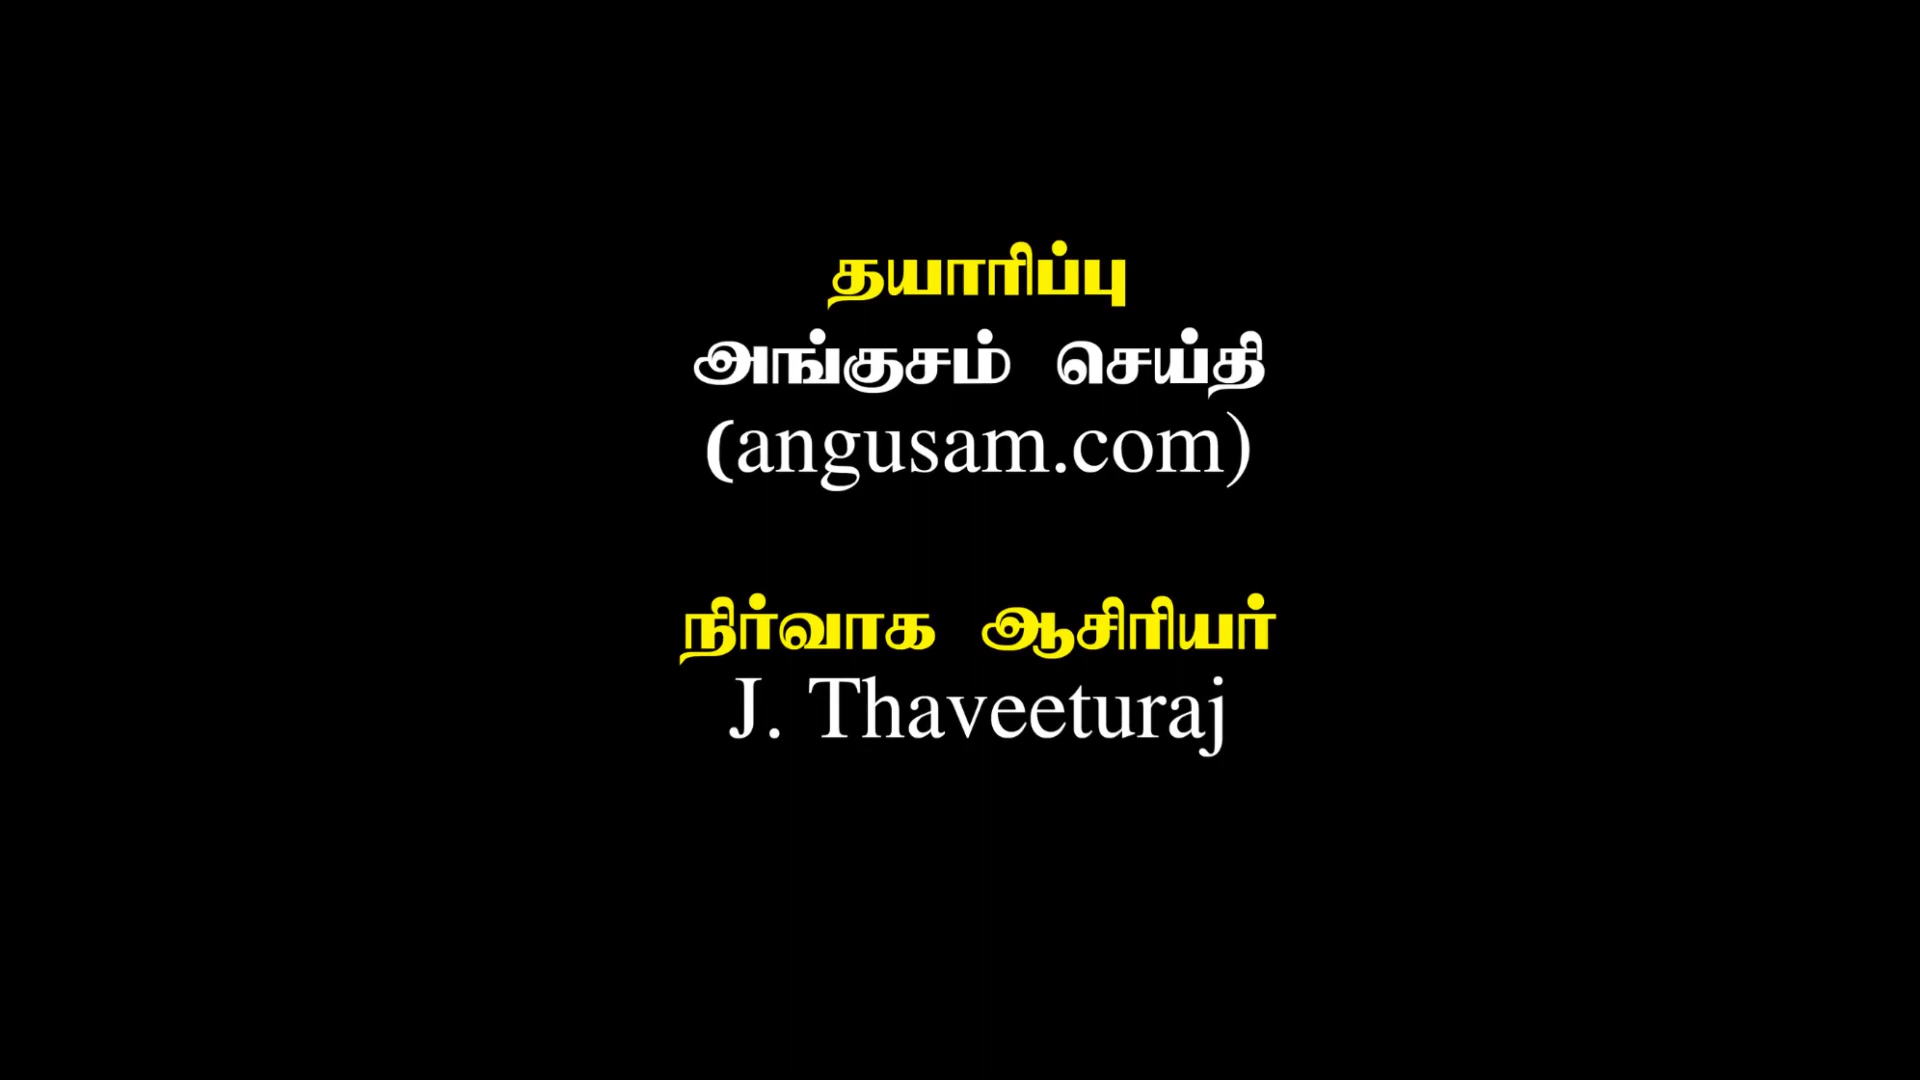 தயாரிப்பு
அங்குசம் செய்தி
(angusam.com)
நிர்வாக ஆசிரியர்
J. Thaveeturaj